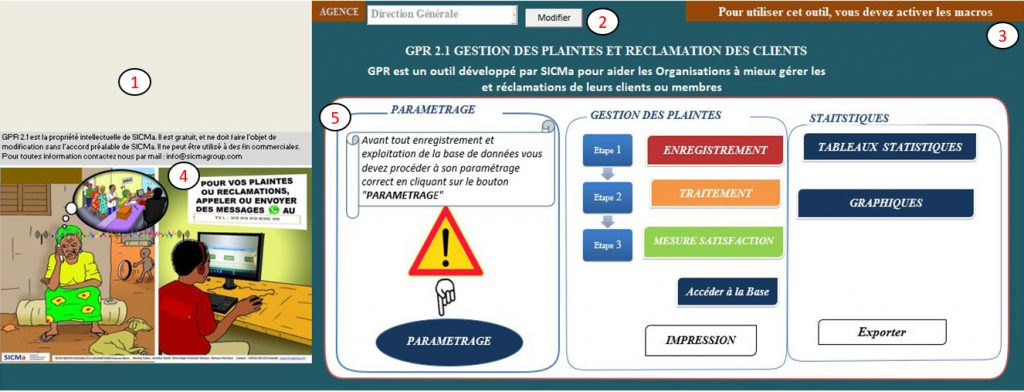 AGENCE
Direction Générale
Modifier
2
Pour utiliser cet outil, vous devez activer les macros
3
GPR 2.1 GESTION DES PLAINTES ET RECLAMATION DES CLIENTS
GPR est un outil développé par SICMa pour aider les Organisations à mieux gérer les
et réclamations de leurs clients ou membres
1
GPR 2.1 est la propriété intellectuelle de SICMa. Il est gratuit, et ne doit faire l'objet de
modification sans l'accord préalable de SICMa. Il ne peut être utilisé à des fin commerciales.
Pour toutes information contactez nous par mail : info@sicmagroup.com
4
POUR VOS PLAINTES
OU RECLAMATIONS,
APPELER OU ENVOYER
DES MESSAGES AU
TEL : 99 99 99 899 99
SICMa
5
PARAMETRAGE
Avant tout enregistrement et
exploitation de la base de données vous
devez procéder à son paramétrage
correct en cliquant sur le bouton
"PARAMETRAGE"
PARAMETRAGE
GESTION DES PLAINTES
Etape 1
ENREGISTREMENT
Etape 2
TRAITEMENT
Etape 3
MESURE SATISFACTION
Accéder à la Base
IMPRESSION
STAITSTIQUES
TABLEAUX STATISTIQUES
GRAPHIQUES
Exporter